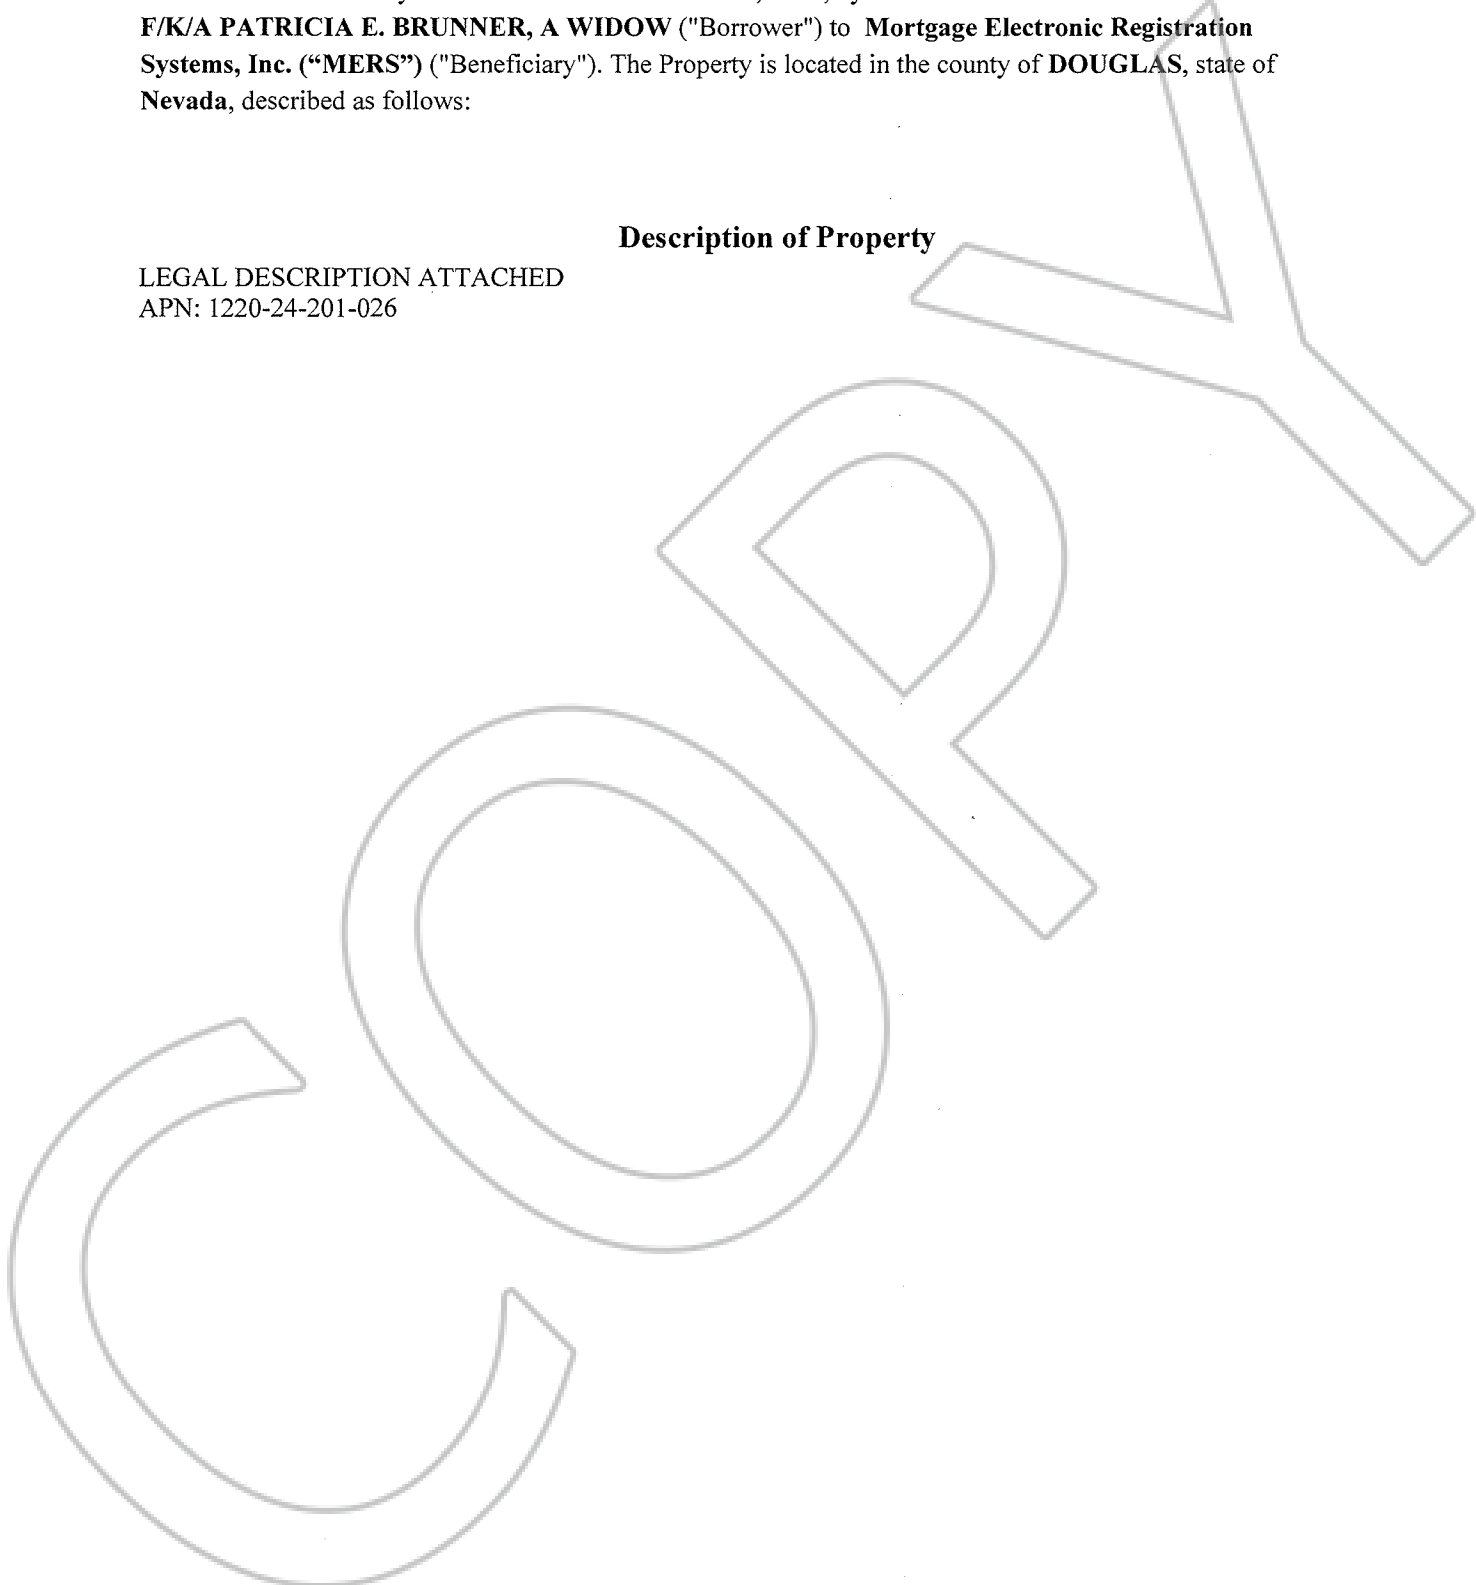 F/K/A PATRICIA E. BRUNNER, A WIDOW ("Borrower") to Mortgage Electronic Registration
Systems, Inc. (“MERS”) ("Beneficiary"). The Property is located in the county of DOUGLAS, state of
Nevada, described as follows:
Description of Property
LEGAL DESCRIPTION ATTACHED
APN: 1220-24-201-026
COPY